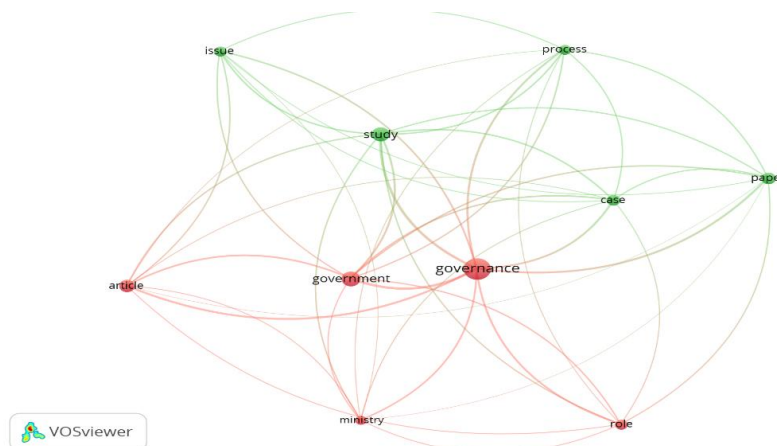 issue
process
study
pape
case
governance
government
article
ministry
role
VOSviewer